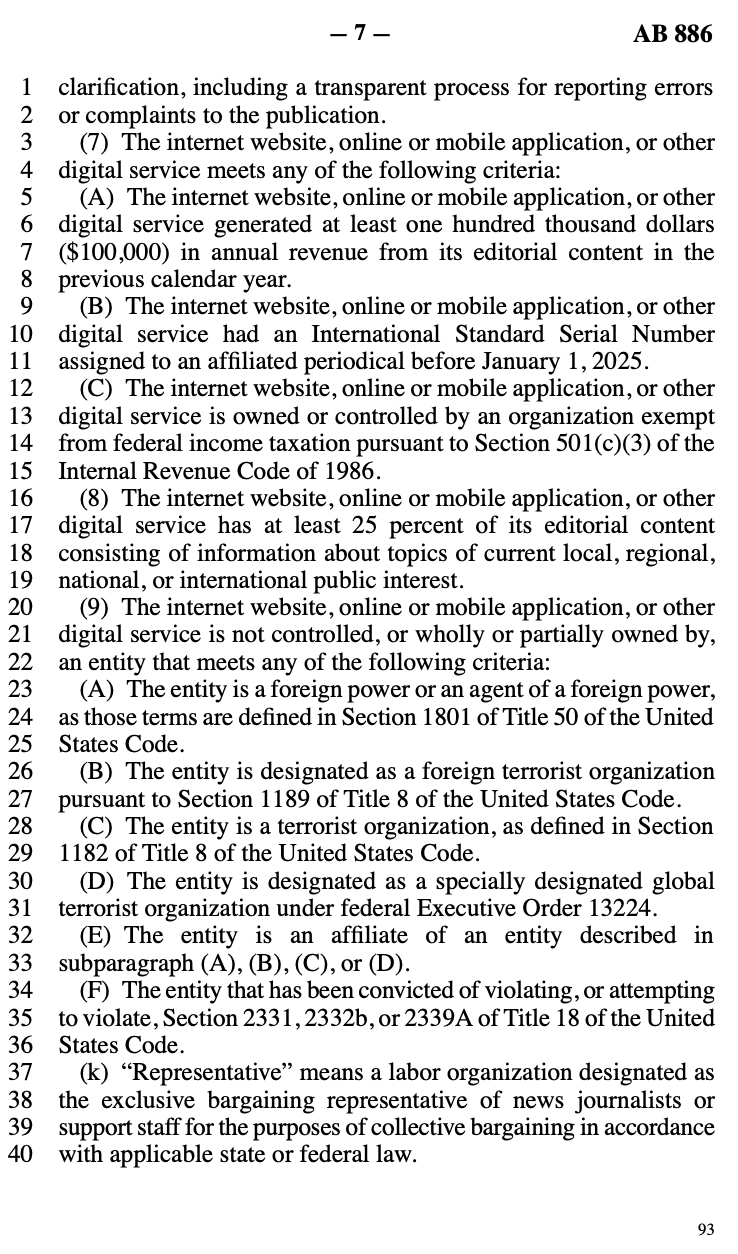 — 7 — AB 886
1 clarification, including a transparent process for reporting errors
2 or complaints to the publication.
3 (7) The internet website, online or mobile application, or other
4 digital service meets any of the following criteria:
5 (A) The internet website, online or mobile application, or other
6 digital service generated at least one hundred thousand dollars
7 ($100,000) in annual revenue from its editorial content in the
8 previous calendar year.
9 (B) The internet website, online or mobile application, or other
10 digital service had an International Standard Serial Number
11 assigned to an affiliated periodical before January 1, 2025.
12 (C) The internet website, online or mobile application, or other
13 digital service is owned or controlled by an organization exempt
14 from federal income taxation pursuant to Section 501(c)(3) of the
15 Internal Revenue Code of 1986.
16 (8) The internet website, online or mobile application, or other
17 digital service has at least 25 percent of its editorial content
18 consisting of information about topics of current local, regional,
19 national, or international public interest.
20 (9) The internet website, online or mobile application, or other
21 digital service is not controlled, or wholly or partially owned by,
22 an entity that meets any of the following criteria:
23 (A) The entity is a foreign power or an agent of a foreign power,
24 as those terms are defined in Section 1801 of Title 50 of the United
25 States Code.
26 (B) The entity is designated as a foreign terrorist organization
27 pursuant to Section 1189 of Title 8 of the United States Code.
28 (C) The entity is a terrorist organization, as defined in Section
29 1182 of Title 8 of the United States Code.
30 (D) The entity is designated as a specially designated global
31 terrorist organization under federal Executive Order 13224.
32 (E) The entity is an affiliate of an entity described in
33 subparagraph (A), (B), (C), or (D).
34 (F) The entity that has been convicted of violating, or attempting
35 to violate, Section 2331, 2332b, or 2339A of Title 18 of the United
36 States Code.
37 (k) “Representative” means a labor organization designated as
38 the exclusive bargaining representative of news journalists or
39 support staff for the purposes of collective bargaining in accordance
40 with applicable state or federal law.
93